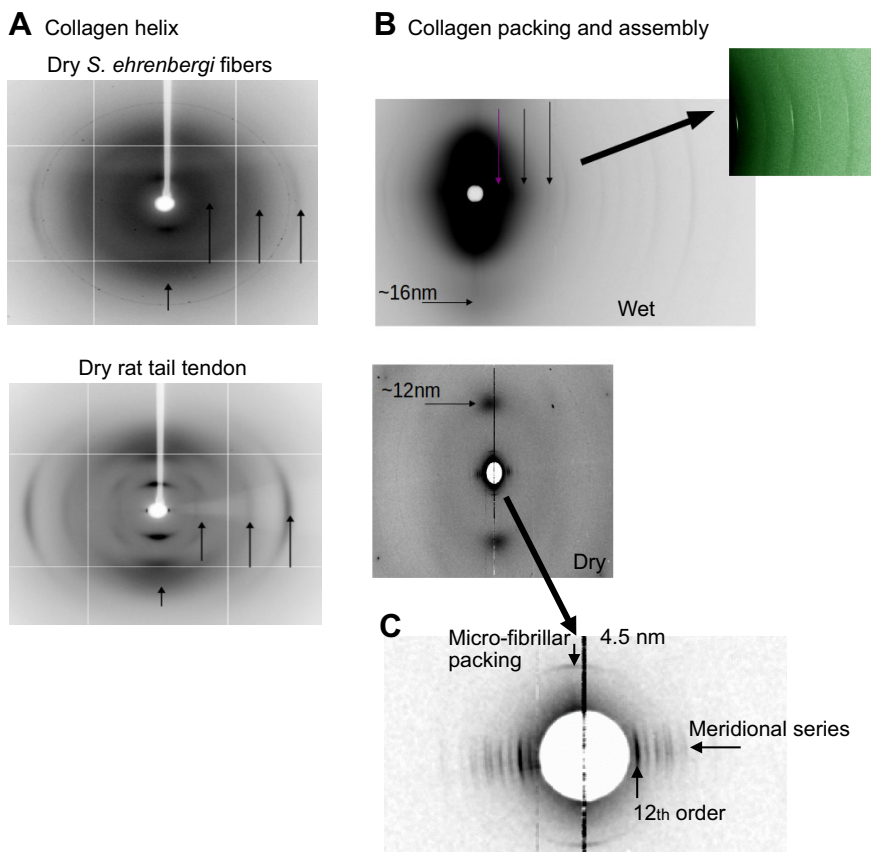 A Collagen helix
Dry S. ehrenbergi fibers
Dry rat tail tendon
B Collagen packing and assembly
~16nm
Wet
~12nm
Dry
C
Micro-fibrillar
packing
4.5 nm
Meridional series
12th order